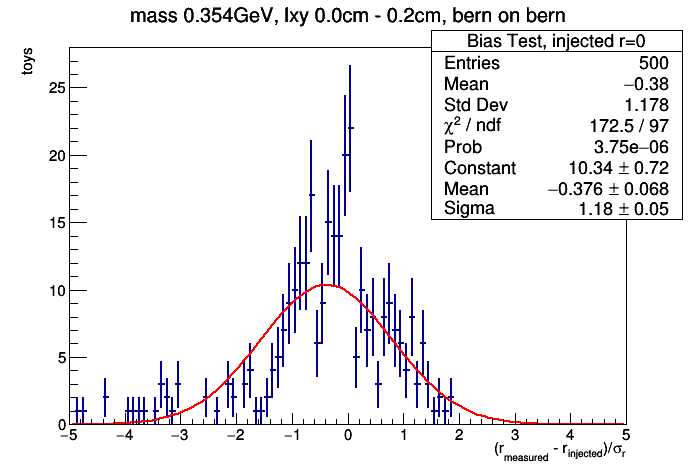 mass 0.354GeV, lxy 0.0cm - 0.2cm, bern on bern
toys
Bias Test, injected r=0
Entries 500
Mean −0.38
Std Dev 1.178
χ² / ndf 172.5 / 97
Prob 3.75e−06
Constant 10.34 ± 0.72
Mean −0.376 ± 0.068
Sigma 1.18 ± 0.05
25
20
15
10
5
0
−5 −4 −3 −2 −1 0 1 2 3 4 5
(r_measured - r_injected)/σ_r